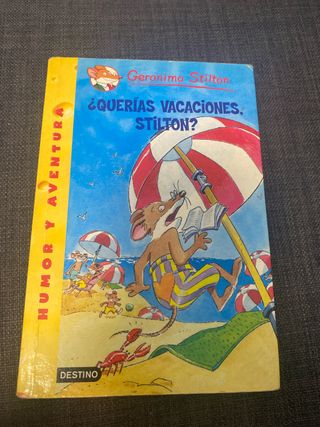 Geronimo Stilton
¿QUERÍAS VACACIONES,
STILTON?
HUMOR Y AVENTURA
DESTINO